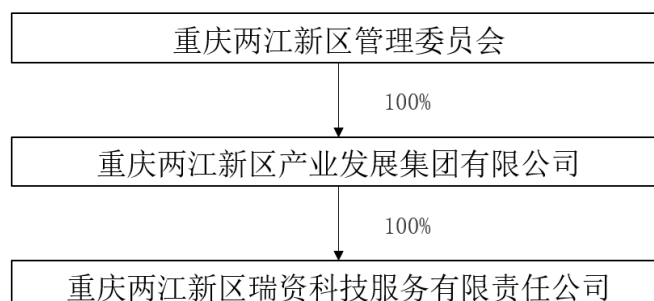 重庆两江新区管理委员会
100%
重庆两江新区产业发展集团有限公司
100%
重庆两江新区瑞资科技服务有限责任公司